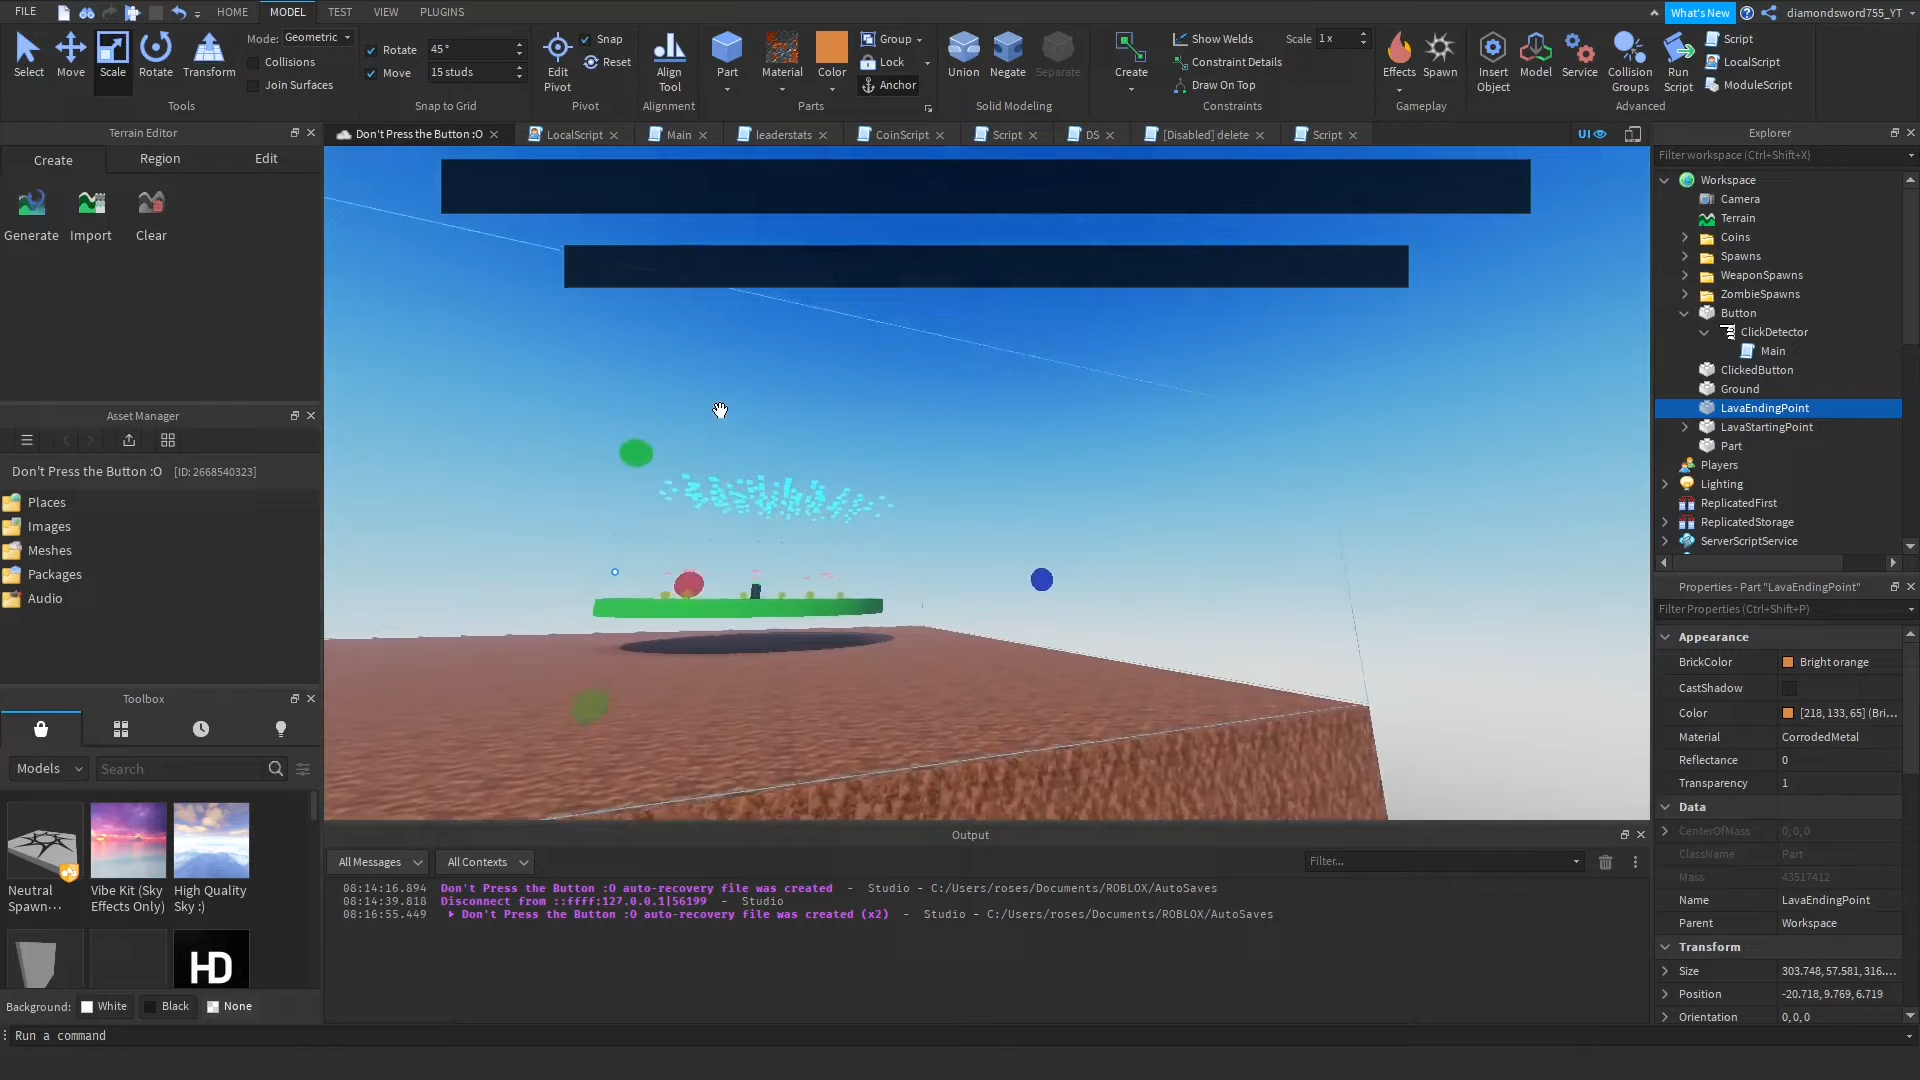 FILE HOME MODEL TEST VIEW PLUGINS What's New diamondsword755_YT
Select Move Scale Rotate Transform
Mode: Geometric
Collisions
Join Surfaces
Tools
Rotate 45°
Move 15 studs
Snap to Grid
Edit Pivot
Snap
Reset
Pivot
Align Tool
Alignment
Part Material Color
Group
Lock
Anchor
Parts
Union Negate Separate
Solid Modeling
Create
Show Welds Scale 1x
Constraint Details
Draw On Top
Constraints
Effects Spawn
Gameplay
Insert Object Model Service Collision Groups Run Script
Script
LocalScript
ModuleScript
Advanced
Terrain Editor
Create Region Edit
Generate Import Clear
Asset Manager
Don't Press the Button :O [ID: 2668540323]
Places
Images
Meshes
Packages
Audio
Toolbox
Models Search
Neutral Spawn···
Vibe Kit (Sky Effects Only)
High Quality Sky :)
HD
Background: White Black None
Run a command
Don't Press the Button :O LocalScript Main leaderstats CoinScript Script DS [Disabled] delete Script UI
Output
All Messages All Contexts Filter...
08:14:16.894 Don't Press the Button :O auto-recovery file was created - Studio - C:/Users/roses/Documents/ROBLOX/AutoSaves
08:14:39.818 Disconnect from ::ffff:127.0.0.1|56199 - Studio
08:16:55.449 Don't Press the Button :O auto-recovery file was created (x2) - Studio - C:/Users/roses/Documents/ROBLOX/AutoSaves
Explorer
Filter workspace (Ctrl+Shift+X)
Workspace
Camera
Terrain
Coins
Spawns
WeaponSpawns
ZombieSpawns
Button
ClickDetector
Main
ClickedButton
Ground
LavaEndingPoint
LavaStartingPoint
Part
Players
Lighting
ReplicatedFirst
ReplicatedStorage
ServerScriptService
Properties - Part "LavaEndingPoint"
Filter Properties (Ctrl+Shift+P)
Appearance
BrickColor Bright orange
CastShadow
Color [218, 133, 65] (Bri...
Material CorrodedMetal
Reflectance 0
Transparency 1
Data
CenterOfMass 0, 0, 0
ClassName Part
Mass 43517412
Name LavaEndingPoint
Parent Workspace
Transform
Size 303.748, 57.581, 316....
Position -20.718, 9.769, 6.719
Orientation 0, 0, 0